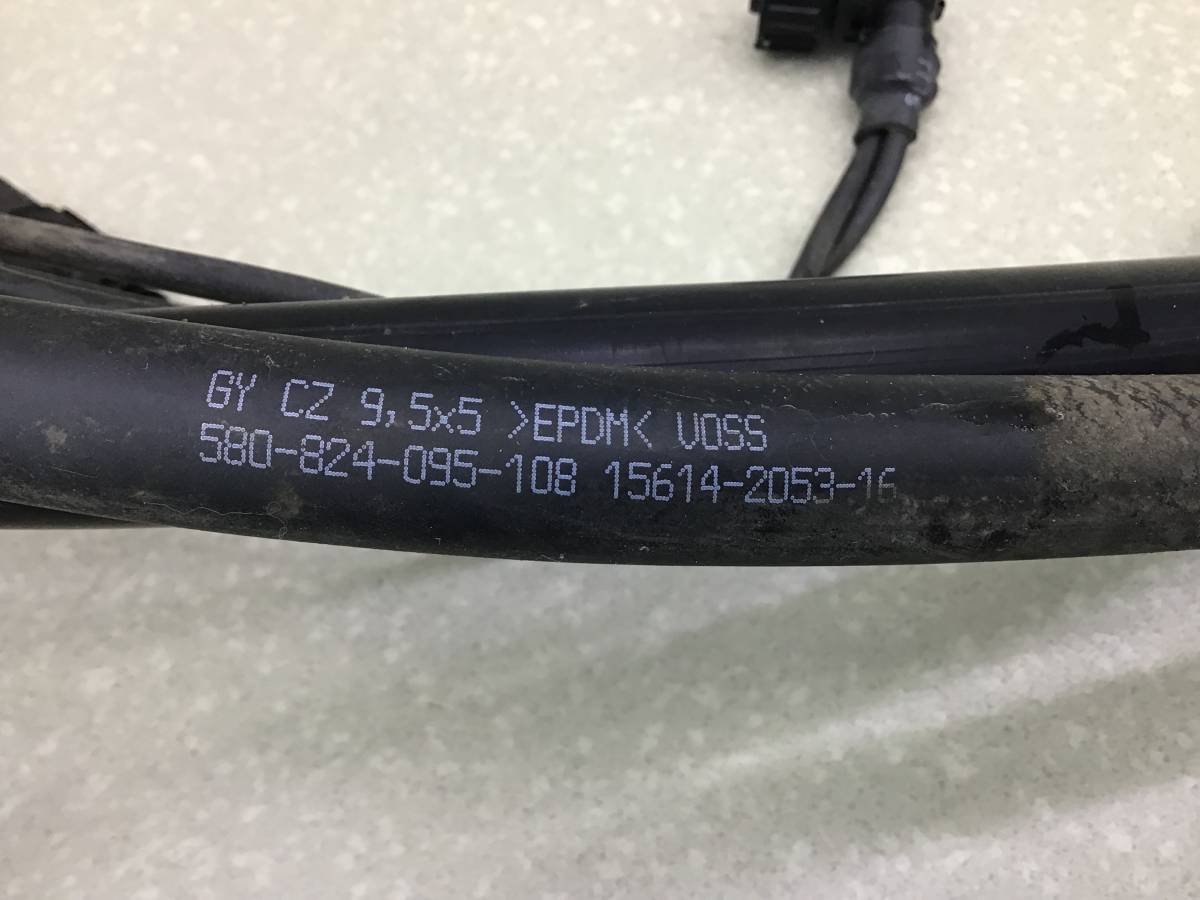 GY CZ 9,5x5 >EPDM< VOSS
580-824-095-108 15614-2053-16